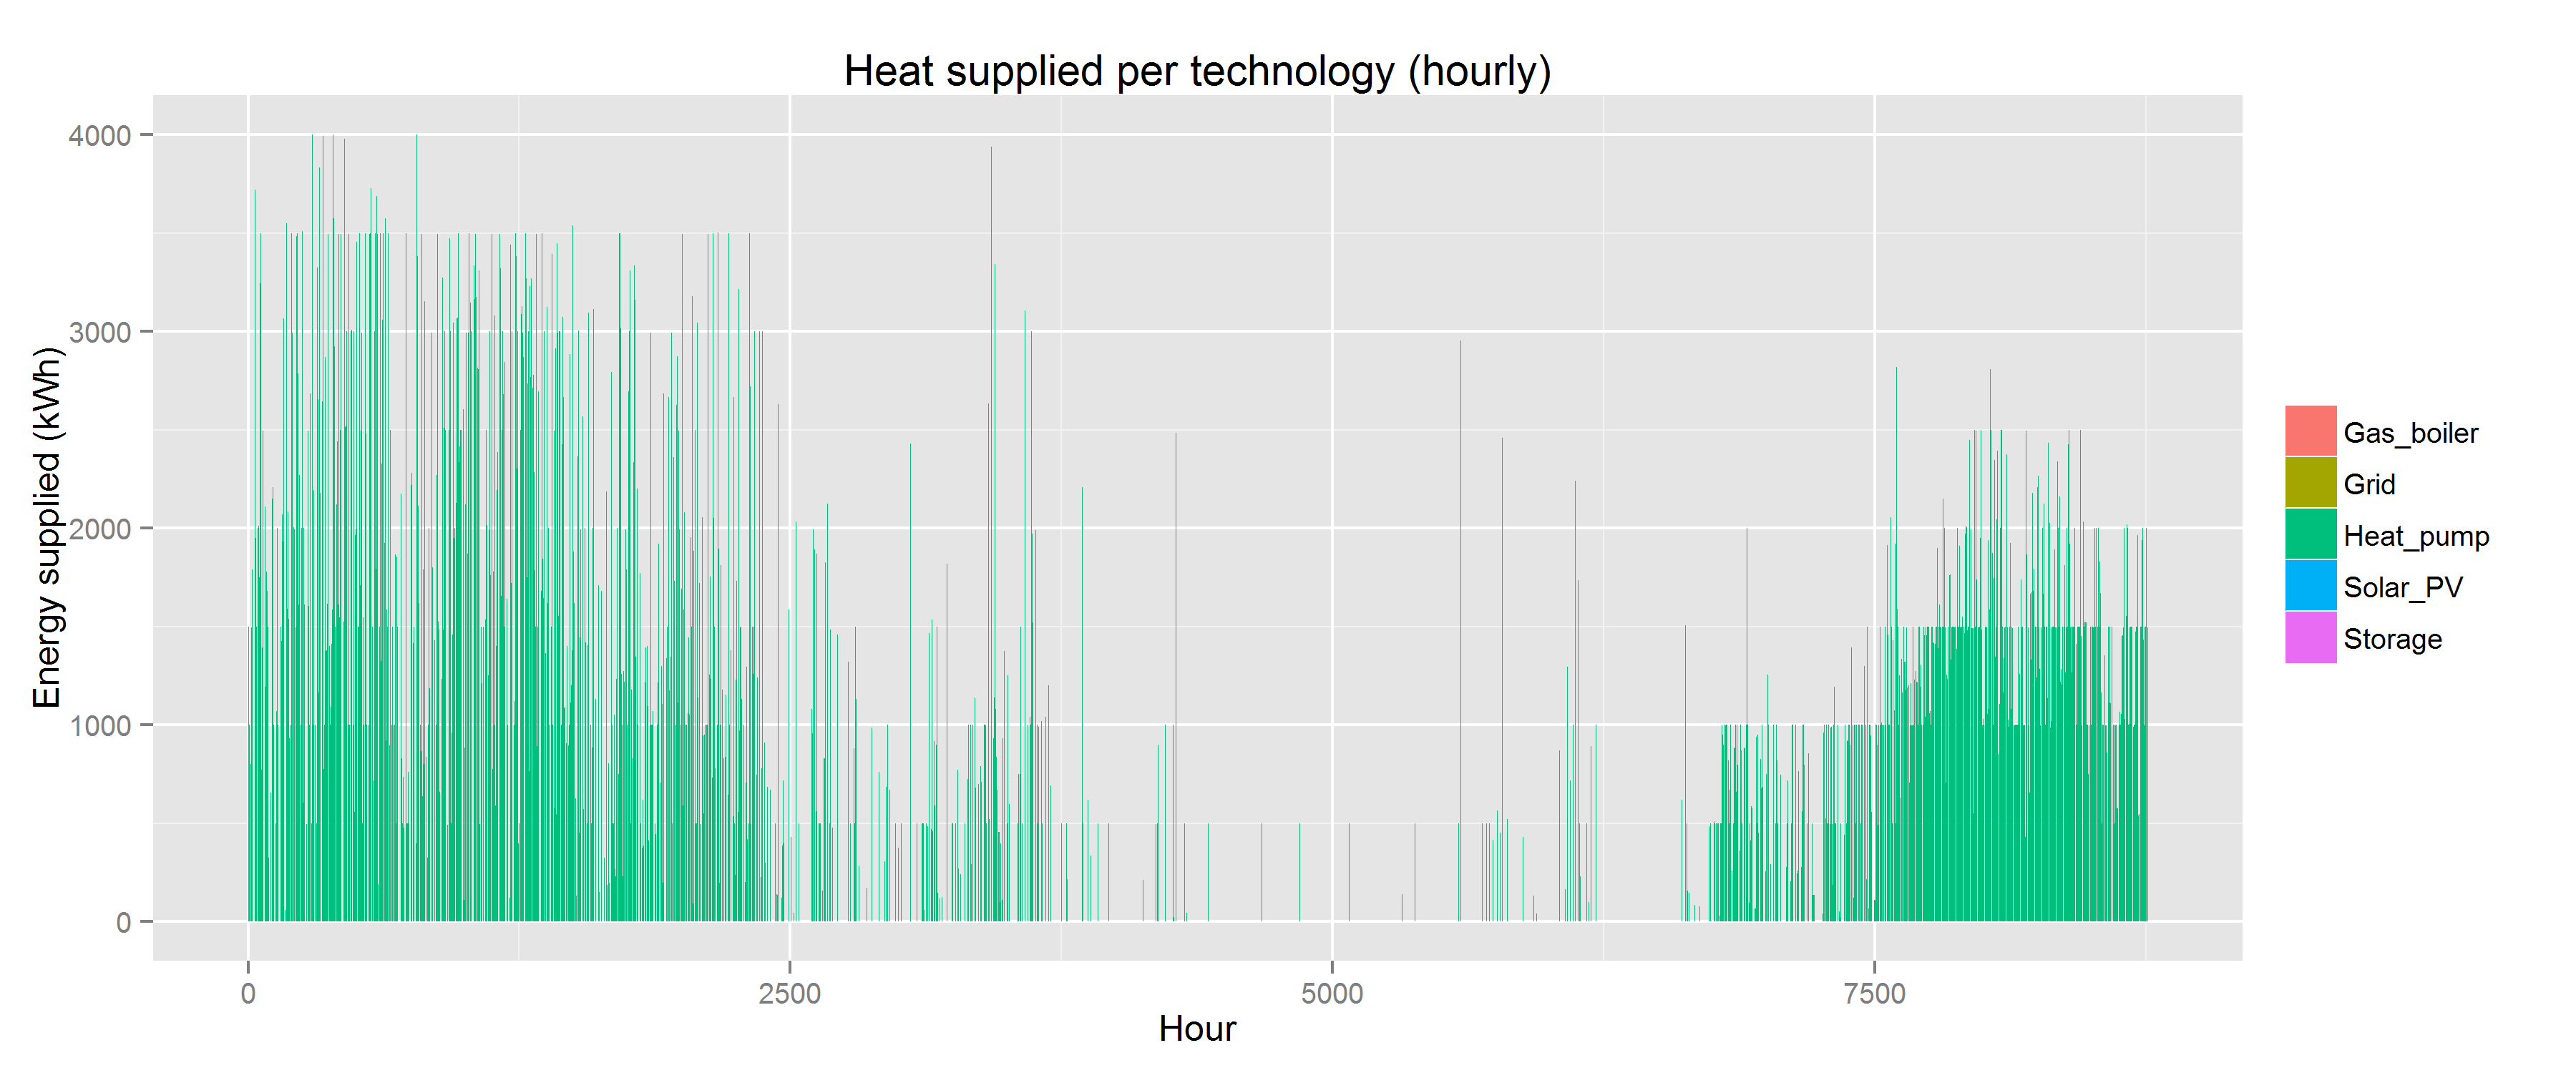 Heat supplied per technology (hourly)
Energy supplied (kWh)
4000
3000
2000
1000
0
0
2500
5000
7500
Hour
Gas_boiler
Grid
Heat_pump
Solar_PV
Storage